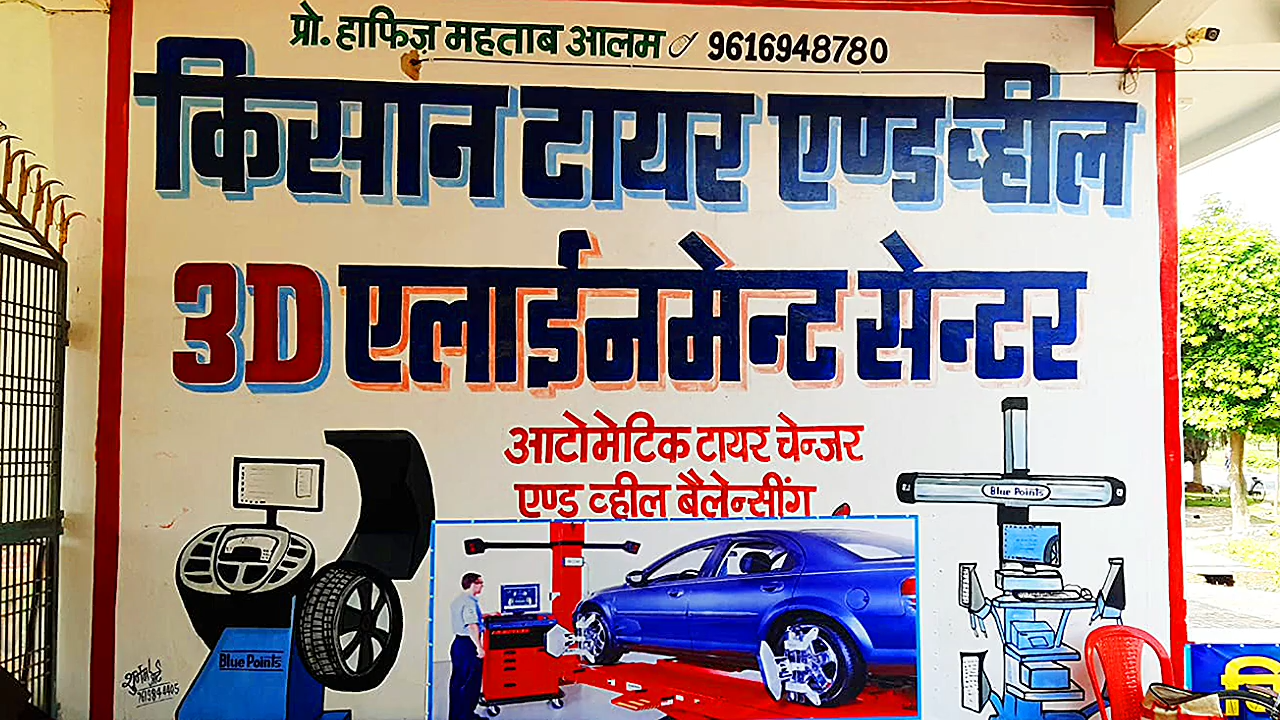 प्रो. हाफिज़ महताब आलम 9616948780
किसान टायर एण्ड व्हील
3D एलाईनमेन्ट सेन्टर
आटोमेटिक टायर चेन्जर
एण्ड व्हील बैलेन्सींग
Blue Points
Blue Points